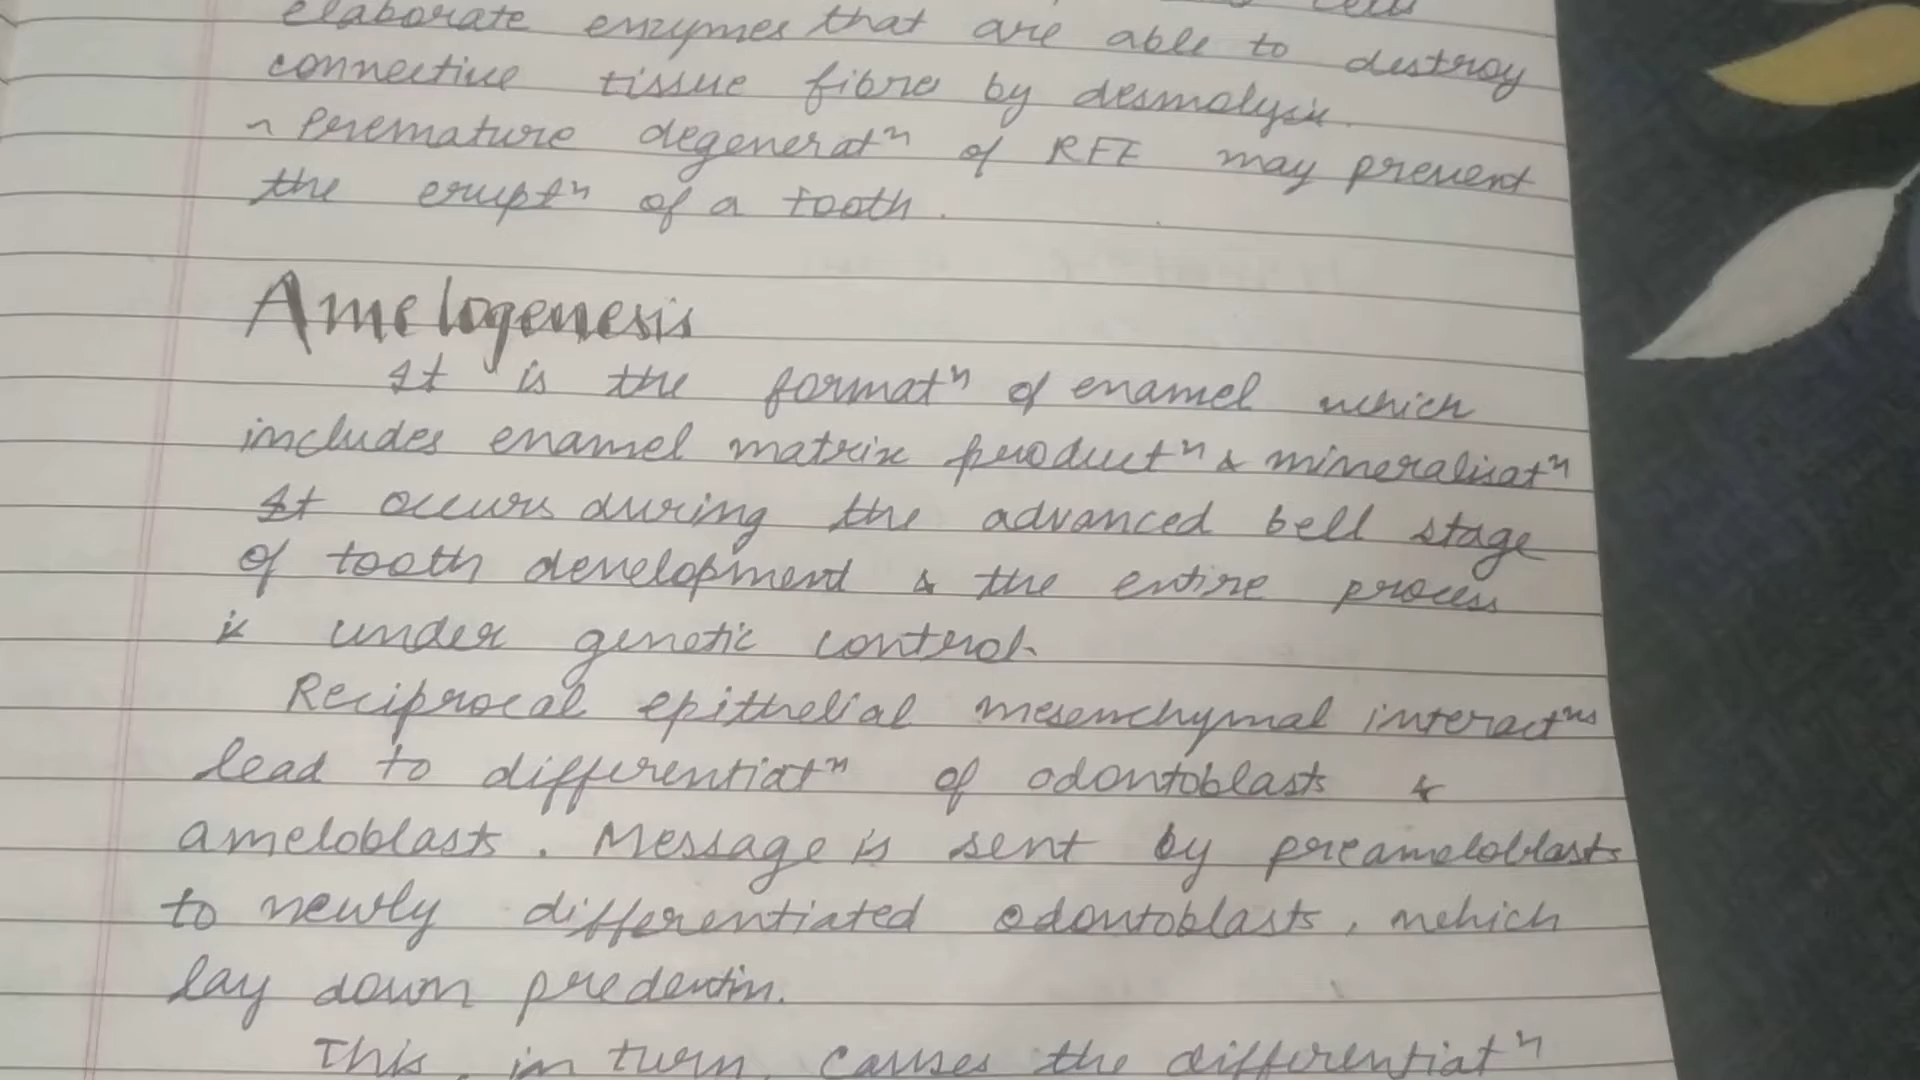 cells
elaborate enzymes that are able to destroy
connective tissue fibres by desmolysis.
~ Premature degeneratⁿ of REE may prevent
the eruptⁿ of a tooth.
Amelogenesis
It is the formatⁿ of enamel which
includes enamel matrix productⁿ & mineralisatⁿ
It occurs during the advanced bell stage
of tooth development & the entire process
is under genetic control.
Reciprocal epithelial mesenchymal interactⁿˢ
lead to differentiatⁿ of odontoblasts &
ameloblasts. Message is sent by preameloblasts
to newly differentiated odontoblasts, which
lay down predentin.
This, in turn, causes the differentiatⁿ